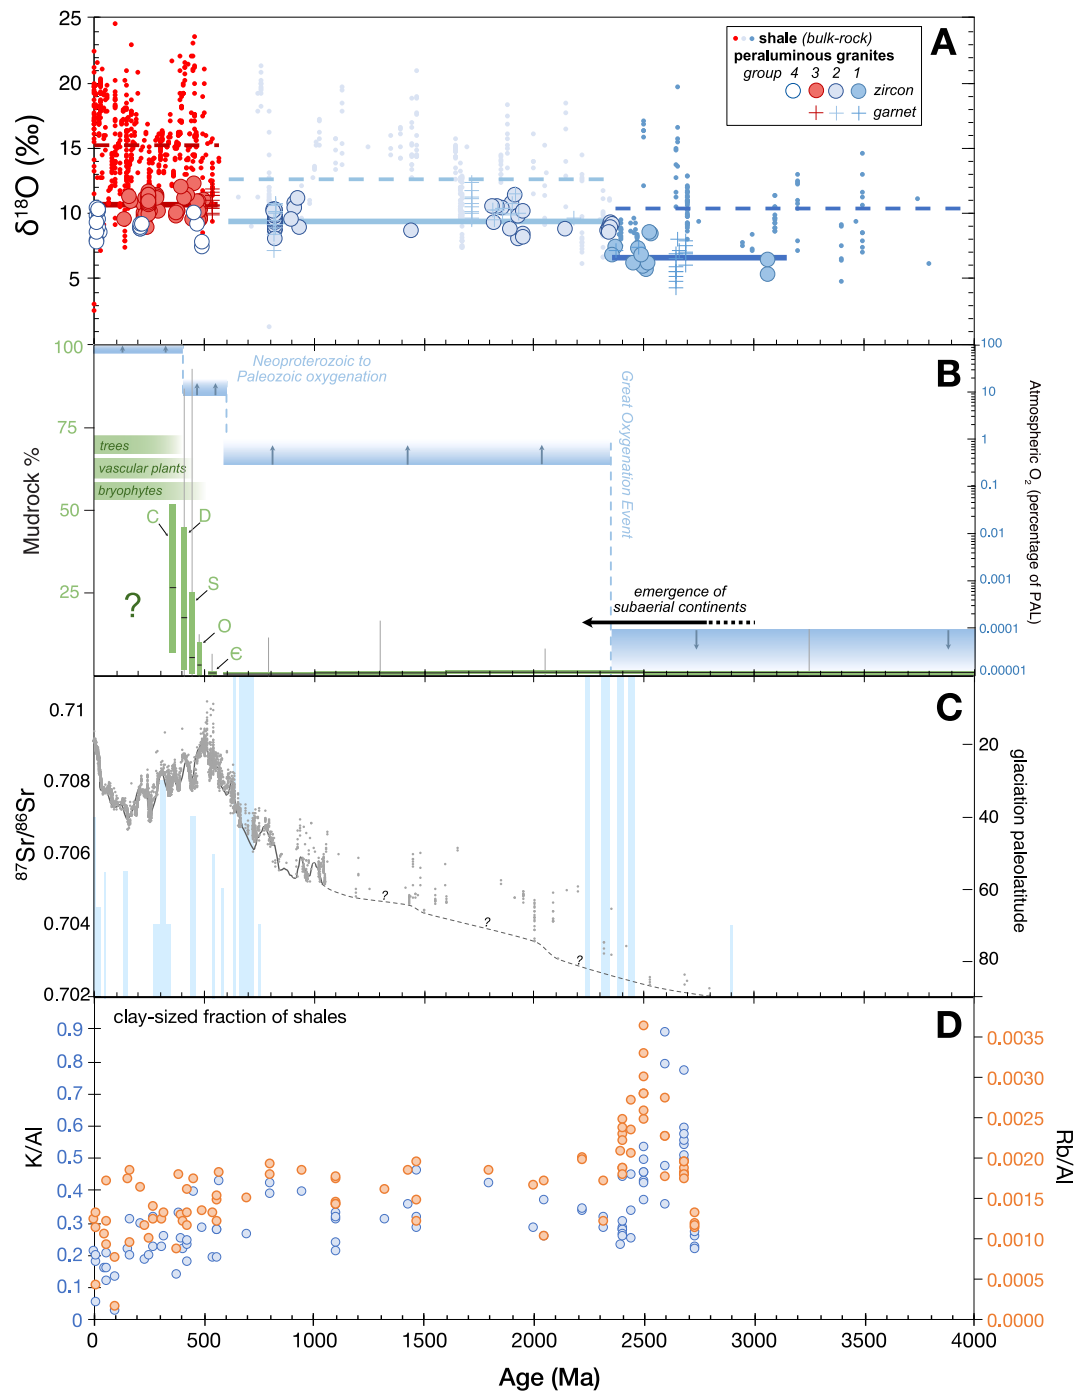 25
20
15
10
5
δ18O (‰)
A
shale (bulk-rock)
peraluminous granites
group 4 3 2 1
zircon
garnet
100
75
50
25
Mudrock %
B
Neoproterozoic to
Paleozoic oxygenation
Great Oxygenation Event
trees
vascular plants
bryophytes
C
D
S
O
Є
?
emergence of
subaerial continents
100
10
1
0.1
0.01
0.001
0.0001
0.00001
Atmospheric O2 (percentage of PAL)
0.71
0.708
0.706
0.704
0.702
87Sr/86Sr
C
?
?
?
20
40
60
80
glaciation paleolatitude
clay-sized fraction of shales
D
0.9
0.8
0.7
0.6
0.5
0.4
0.3
0.2
0.1
0
K/Al
0.0035
0.0030
0.0025
0.0020
0.0015
0.0010
0.0005
0.0000
Rb/Al
0 500 1000 1500 2000 2500 3000 3500 4000
Age (Ma)